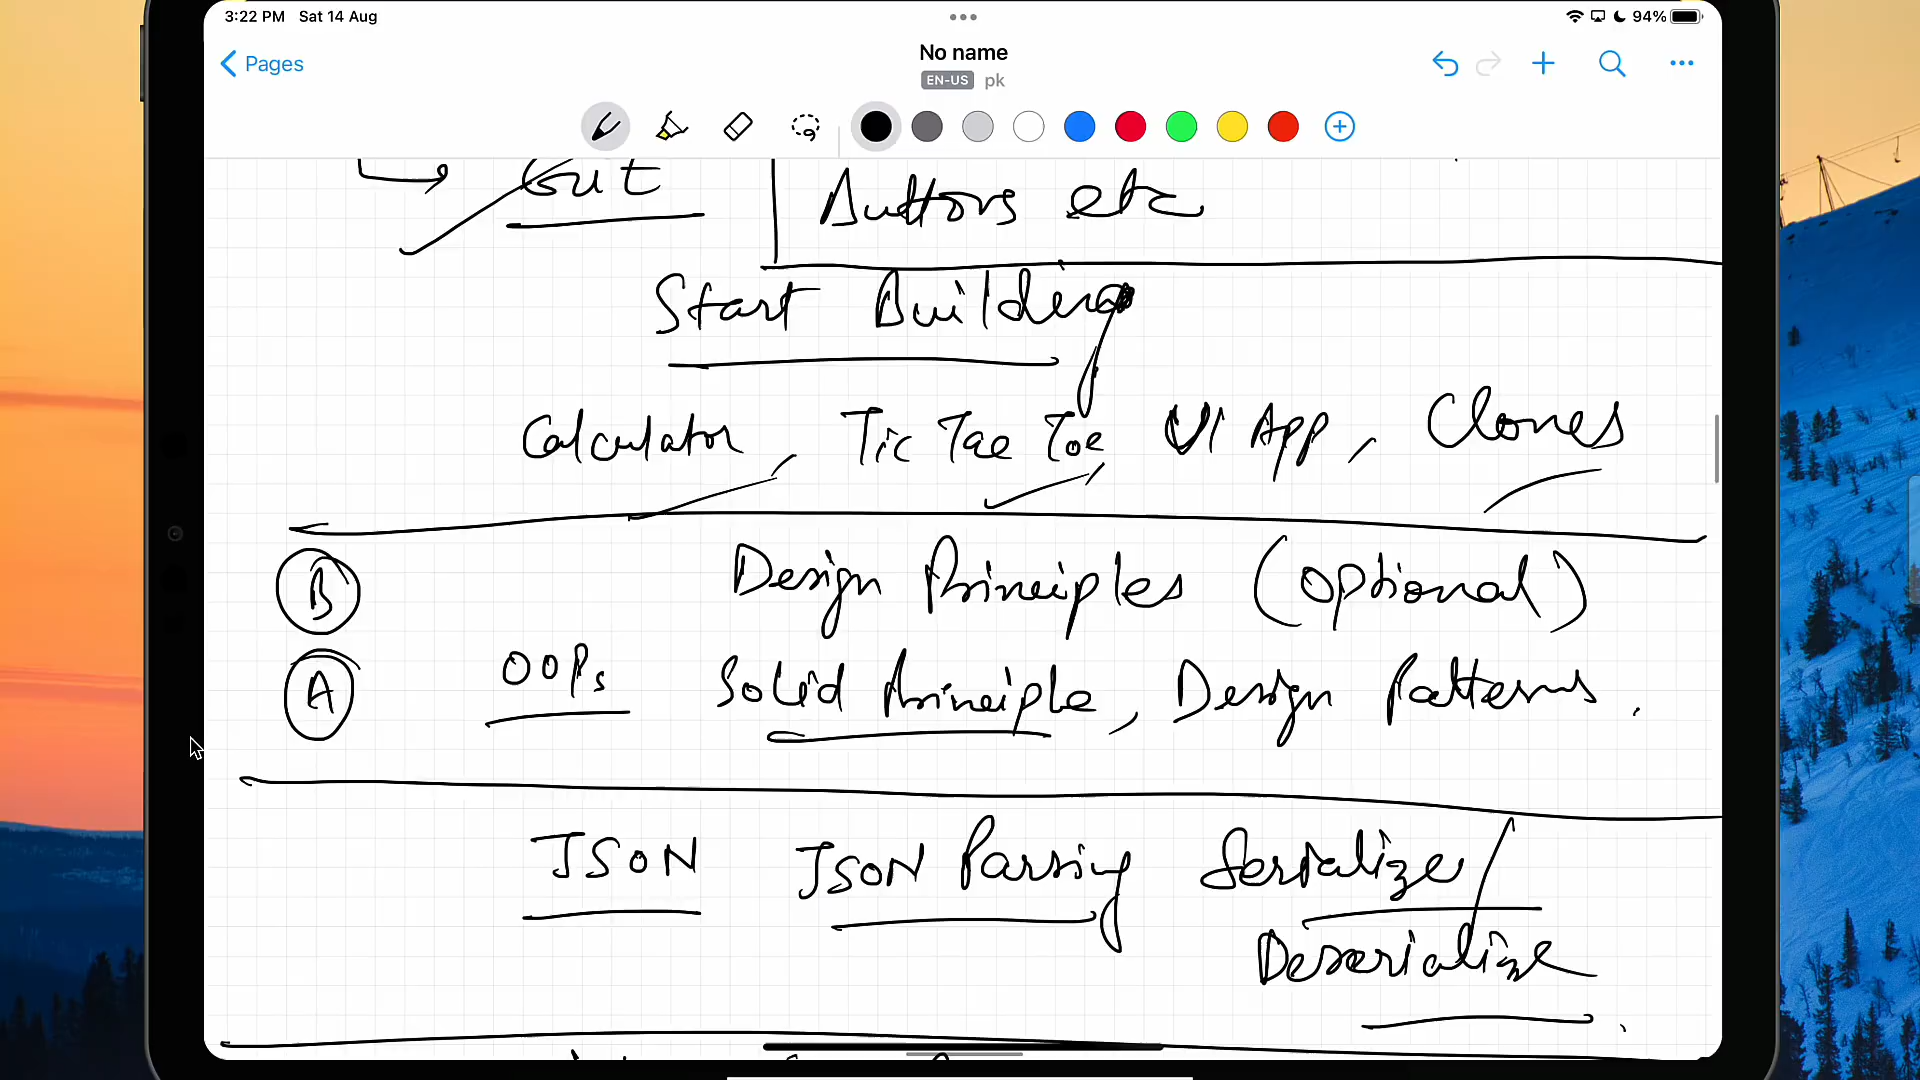 3:22 PM Sat 14 Aug
94%
Pages
No name
EN-US pk
Buttons etc
Start Building
Calculator, Tic Tac Toe, UI App, Clones
B Design Principles (Optional)
A OOPs Solid Principle, Design Patterns.
JSON JSON Parsing Serialize/
Deserialize